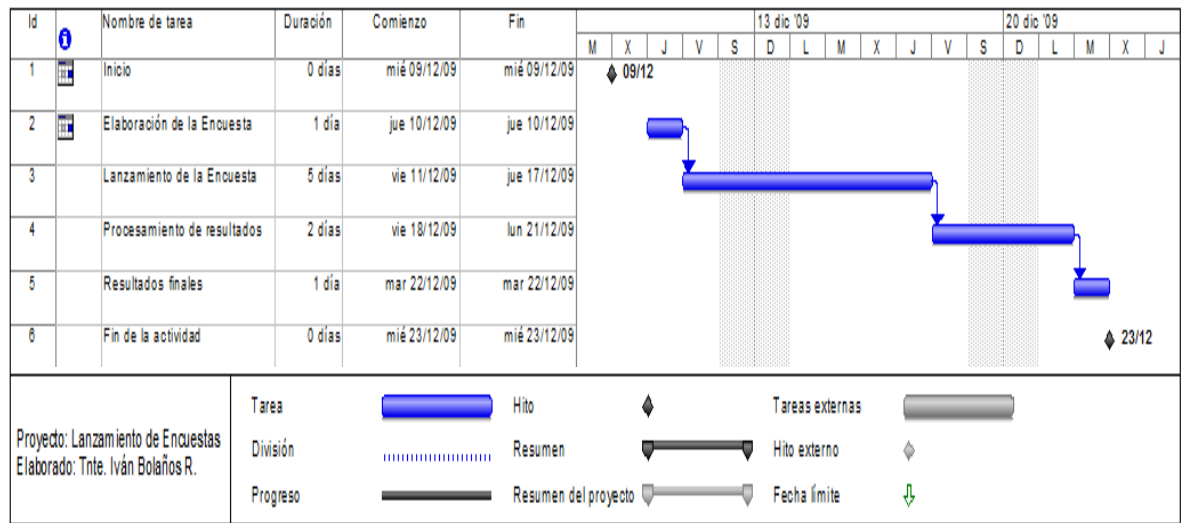 Id Nombre de tarea Duración Comienzo Fin 13 dic '09 20 dic '09
M X J V S D L M X J V S D L M X J
1 Inicio 0 días mié 09/12/09 mié 09/12/09 09/12
2 Elaboración de la Encuesta 1 día jue 10/12/09 jue 10/12/09
3 Lanzamiento de la Encuesta 5 días vie 11/12/09 jue 17/12/09
4 Procesamiento de resultados 2 días vie 18/12/09 lun 21/12/09
5 Resultados finales 1 día mar 22/12/09 mar 22/12/09
6 Fin de la actividad 0 días mié 23/12/09 mié 23/12/09 23/12
Proyecto: Lanzamiento de Encuestas
Elaborado: Tnte. Iván Bolaños R.
Tarea Hito Tareas externas
División Resumen Hito externo
Progreso Resumen del proyecto Fecha límite